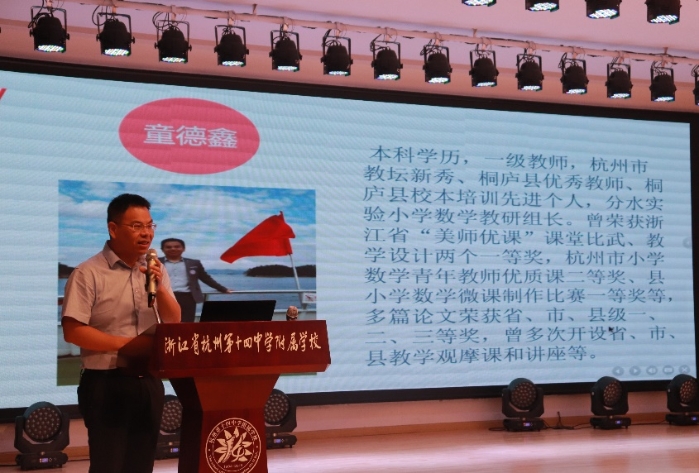 童德鑫
本科学历，一级教师，杭州市
教坛新秀、桐庐县优秀教师、桐
庐县校本培训先进个人，分水实
验小学数学教研组长。曾荣获浙
江省“美师优课”课堂比武、教
学设计两个一等奖，杭州市小学
数学青年教师优质课二等奖、县
小学数学微课制作比赛一等奖等，
多篇论文荣获省、市、县级一、
二、三等奖，曾多次开设省、市、
县教学观摩课和讲座等。
浙江省杭州第十四中学附属学校